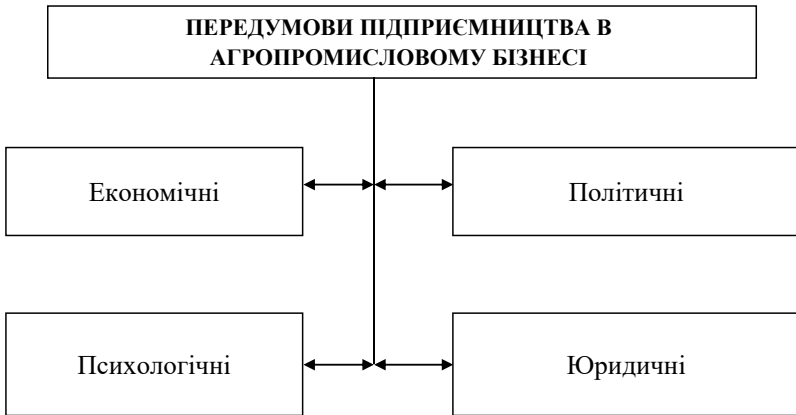 ПЕРЕДУМОВИ ПІДПРИЄМНИЦТВА В
АГРОПРОМИСЛОВОМУ БІЗНЕСІ
Економічні
Політичні
Психологічні
Юридичні